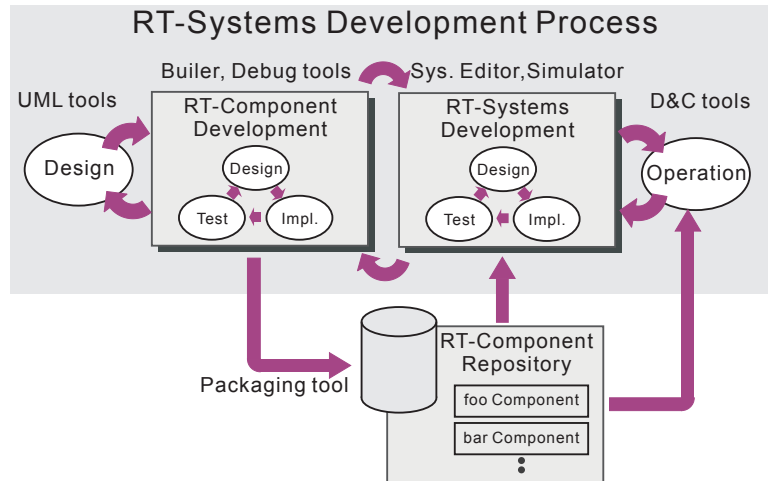 RT-Systems Development Process
Builer, Debug tools
Sys. Editor,Simulator
UML tools
D&C tools
RT-Component
Development
RT-Systems
Development
Design
Design
Test
Impl.
Design
Test
Impl.
Operation
Packaging tool
RT-Component
Repository
foo Component
bar Component